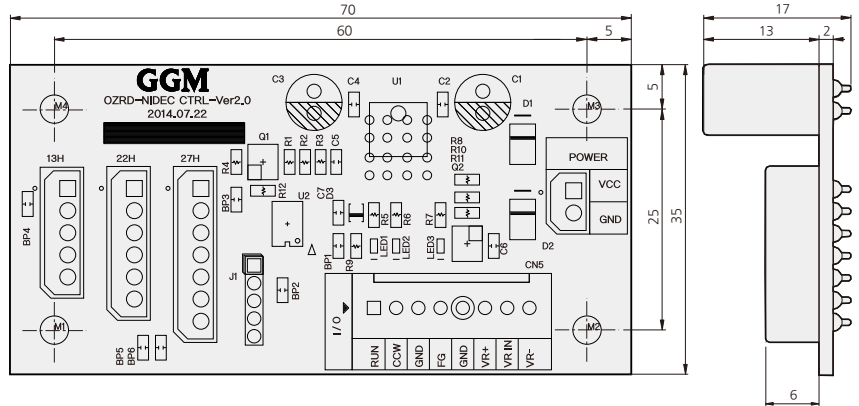 70
60
5
17
13
2
GGM
OZRD-NIDEC CTRL-Ver2.0
2014.07.22
M4
C3
C4
U1
C2
C1
D1
M3
5
R8
R10
R11
Q2
Q1
R1
R2
R3
C5
R4
13H
22H
27H
R12
BP3
BP4
POWER
VCC
GND
25
35
C7
D3
U2
R5
R6
R7
D2
BP1
R9
LED1
LED2
LED3
C6
J1
BP2
CN5
I/O
M1
M2
BP5
BP6
RUN
CCW
GND
FG
GND
VR+
VR IN
VR-
6